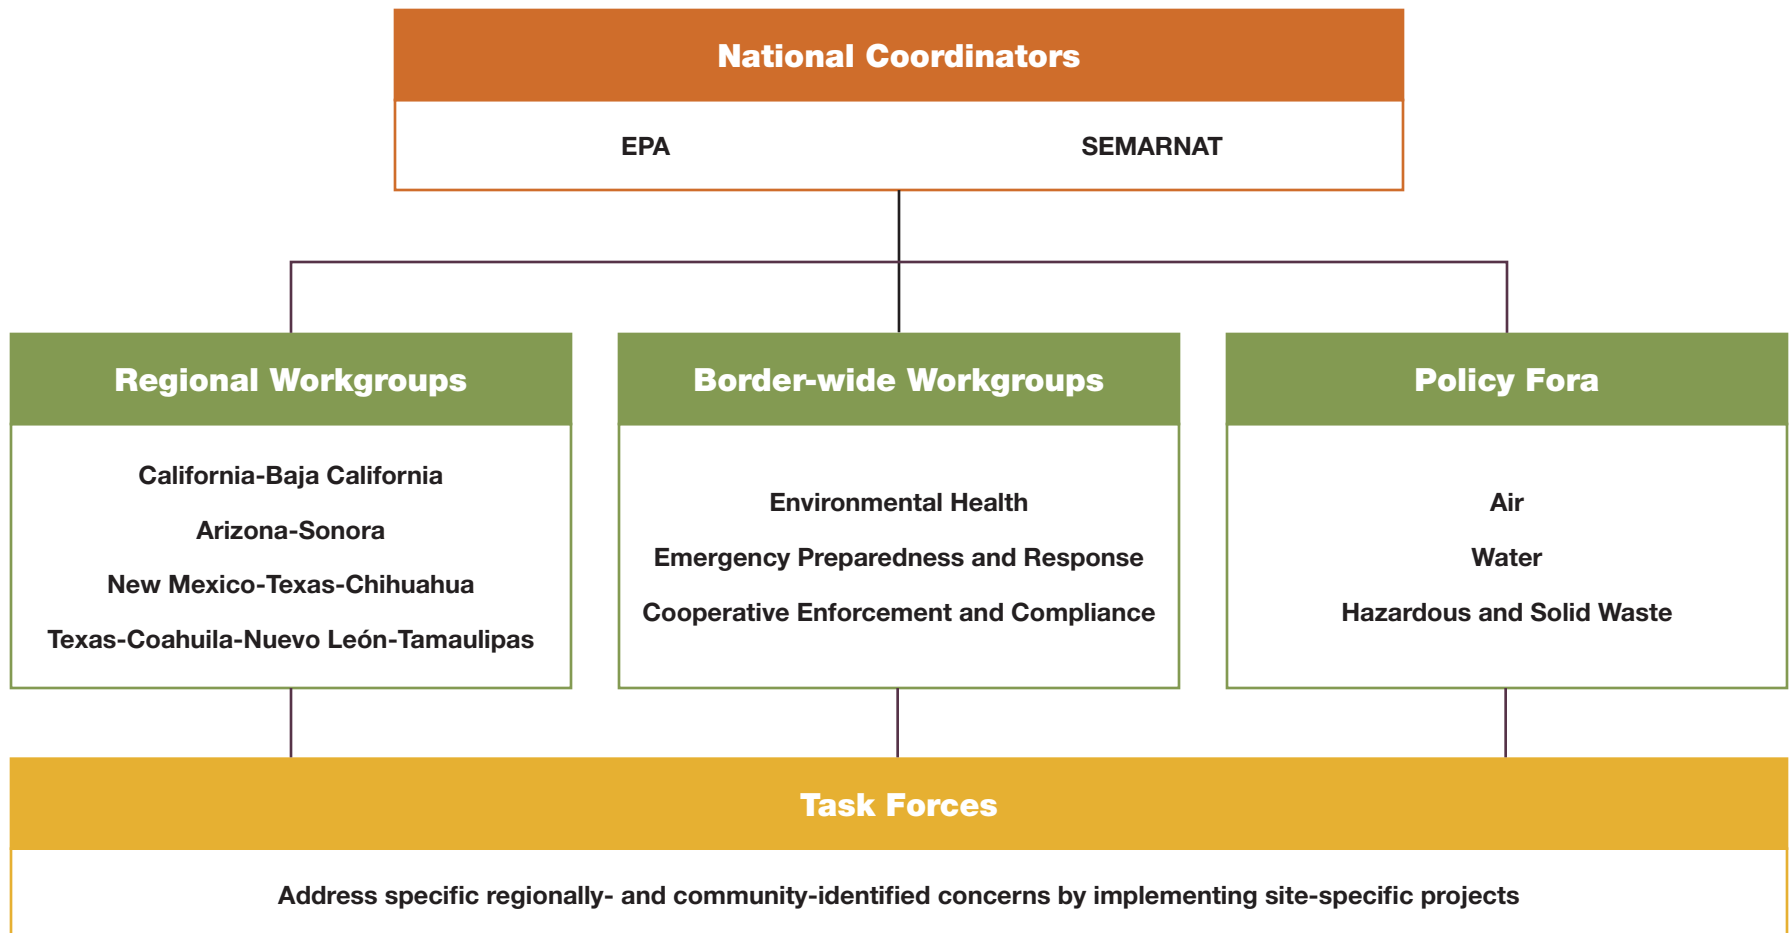 National Coordinators
EPA
SEMARNAT
Regional Workgroups
California-Baja California
Arizona-Sonora
New Mexico-Texas-Chihuahua
Texas-Coahuila-Nuevo León-Tamaulipas
Border-wide Workgroups
Environmental Health
Emergency Preparedness and Response
Cooperative Enforcement and Compliance
Policy Fora
Air
Water
Hazardous and Solid Waste
Task Forces
Address specific regionally- and community-identified concerns by implementing site-specific projects